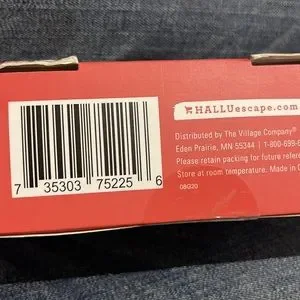 HALLUescape.com
Distributed by The Village Company®
Eden Prairie, MN 55344 | 1-800-699-
Please retain packing for future
Store at room temperature. Made in
08G20
7 35303 75225 6